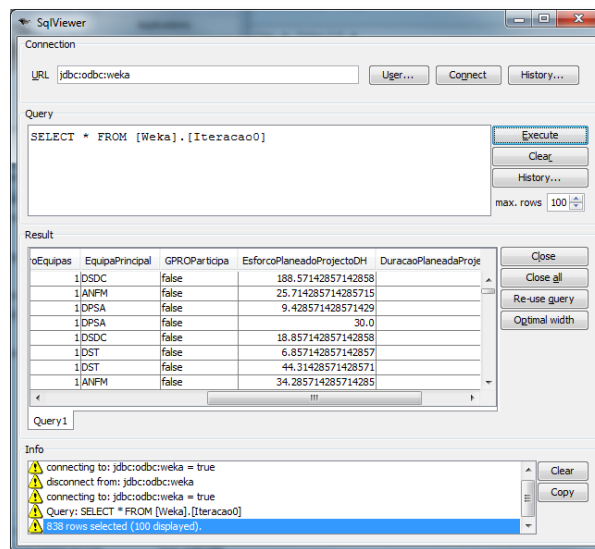 SqlViewer
Connection
URL jdbc:odbc:weka User... Connect History...
Query
SELECT * FROM [Weka].[Iteracao0]
Execute
Clear
History...
max. rows 100
Result
roEquipas EquipaPrincipal GPROParticipa EsforcoPlaneadoProjectoDH DuracaoPlaneadaProje
1 DSDC false 188.57142857142858
1 ANFM false 25.714285714285715
1 DPSA false 9.428571428571429
1 DPSA false 30.0
1 DSDC false 18.857142857142858
1 DST false 6.857142857142857
1 DST false 44.31428571428571
1 ANFM false 34.285714285714285
Close
Close all
Re-use query
Optimal width
Query1
Info
connecting to: jdbc:odbc:weka = true
disconnect from: jdbc:odbc:weka
connecting to: jdbc:odbc:weka = true
Query: SELECT * FROM [Weka].[Iteracao0]
838 rows selected (100 displayed).
Clear
Copy